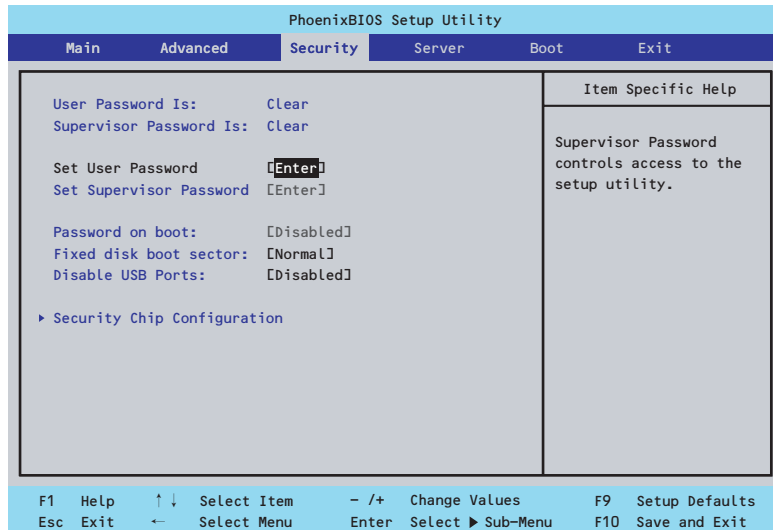 PhoenixBIOS Setup Utility
Main Advanced Security Server Boot Exit
Item Specific Help
User Password Is: Clear
Supervisor Password Is: Clear
Supervisor Password
controls access to the
setup utility.
Set User Password [Enter]
Set Supervisor Password [Enter]
Password on boot: [Disabled]
Fixed disk boot sector: [Normal]
Disable USB Ports: [Disabled]
▶ Security Chip Configuration
F1 Help ↑↓ Select Item – /+ Change Values F9 Setup Defaults
Esc Exit ← Select Menu Enter Select ▶ Sub-Menu F10 Save and Exit